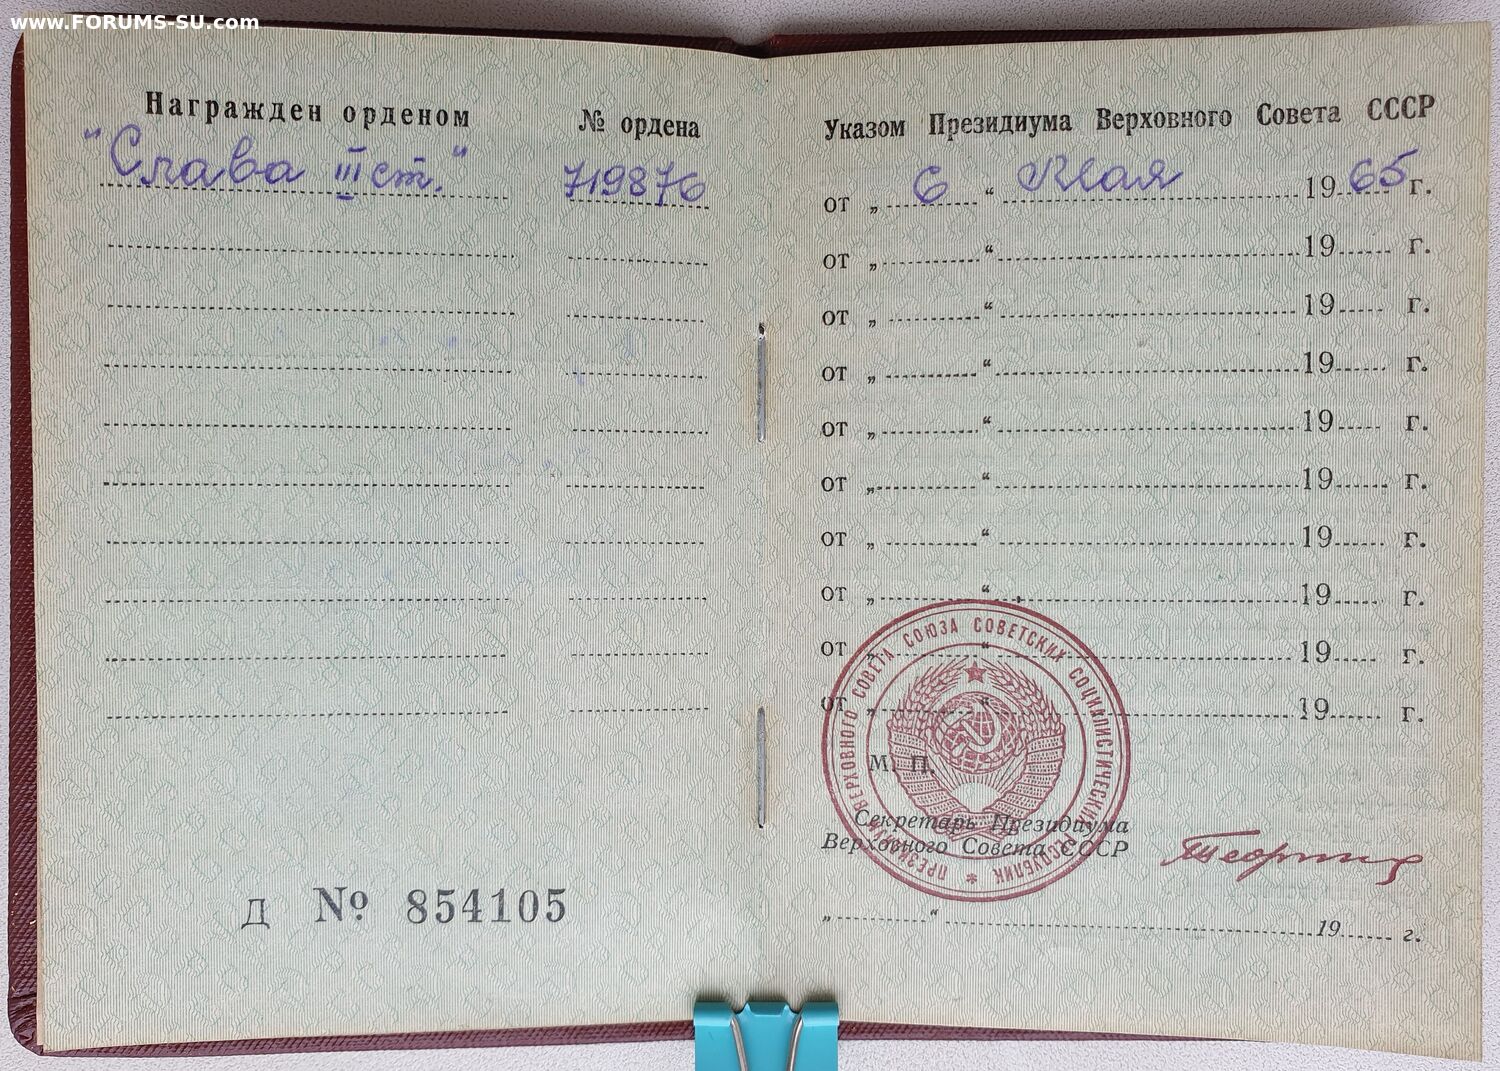 www.FORUMS-SU.com
Награжден орденом
№ ордена
"Слава III ст."
719876
Указом Президиума Верховного Совета СССР
от „ 6 “ Мая 1965 г.
от „ “ 19 г.
от „ “ 19 г.
от „ “ 19 г.
от „ “ 19 г.
от „ “ 19 г.
от „ “ 19 г.
от „ “ 19 г.
от „ “ 19 г.
от „ “ 19 г.
ПРЕЗИДИУМ ВЕРХОВНОГО СОВЕТА СОЮЗА СОВЕТСКИХ СОЦИАЛИСТИЧЕСКИХ РЕСПУБЛИК *
М. П.
Секретарь Президиума
Верховного Совета СССР
„ “ 19 г.
Д № 854105